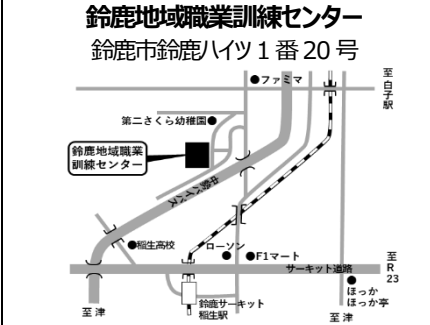 鈴鹿地域職業訓練センター
鈴鹿市鈴鹿ハイツ1番20号
●ファミマ
至白子駅
第二さくら幼稚園●
鈴鹿地域職業
訓練センター
中勢バイパス
●稲生高校
ローソン
●F1マート
サーキット道路
至R23
鈴鹿サーキット
稲生駅
ほっか
ほっか亭
至津
至津